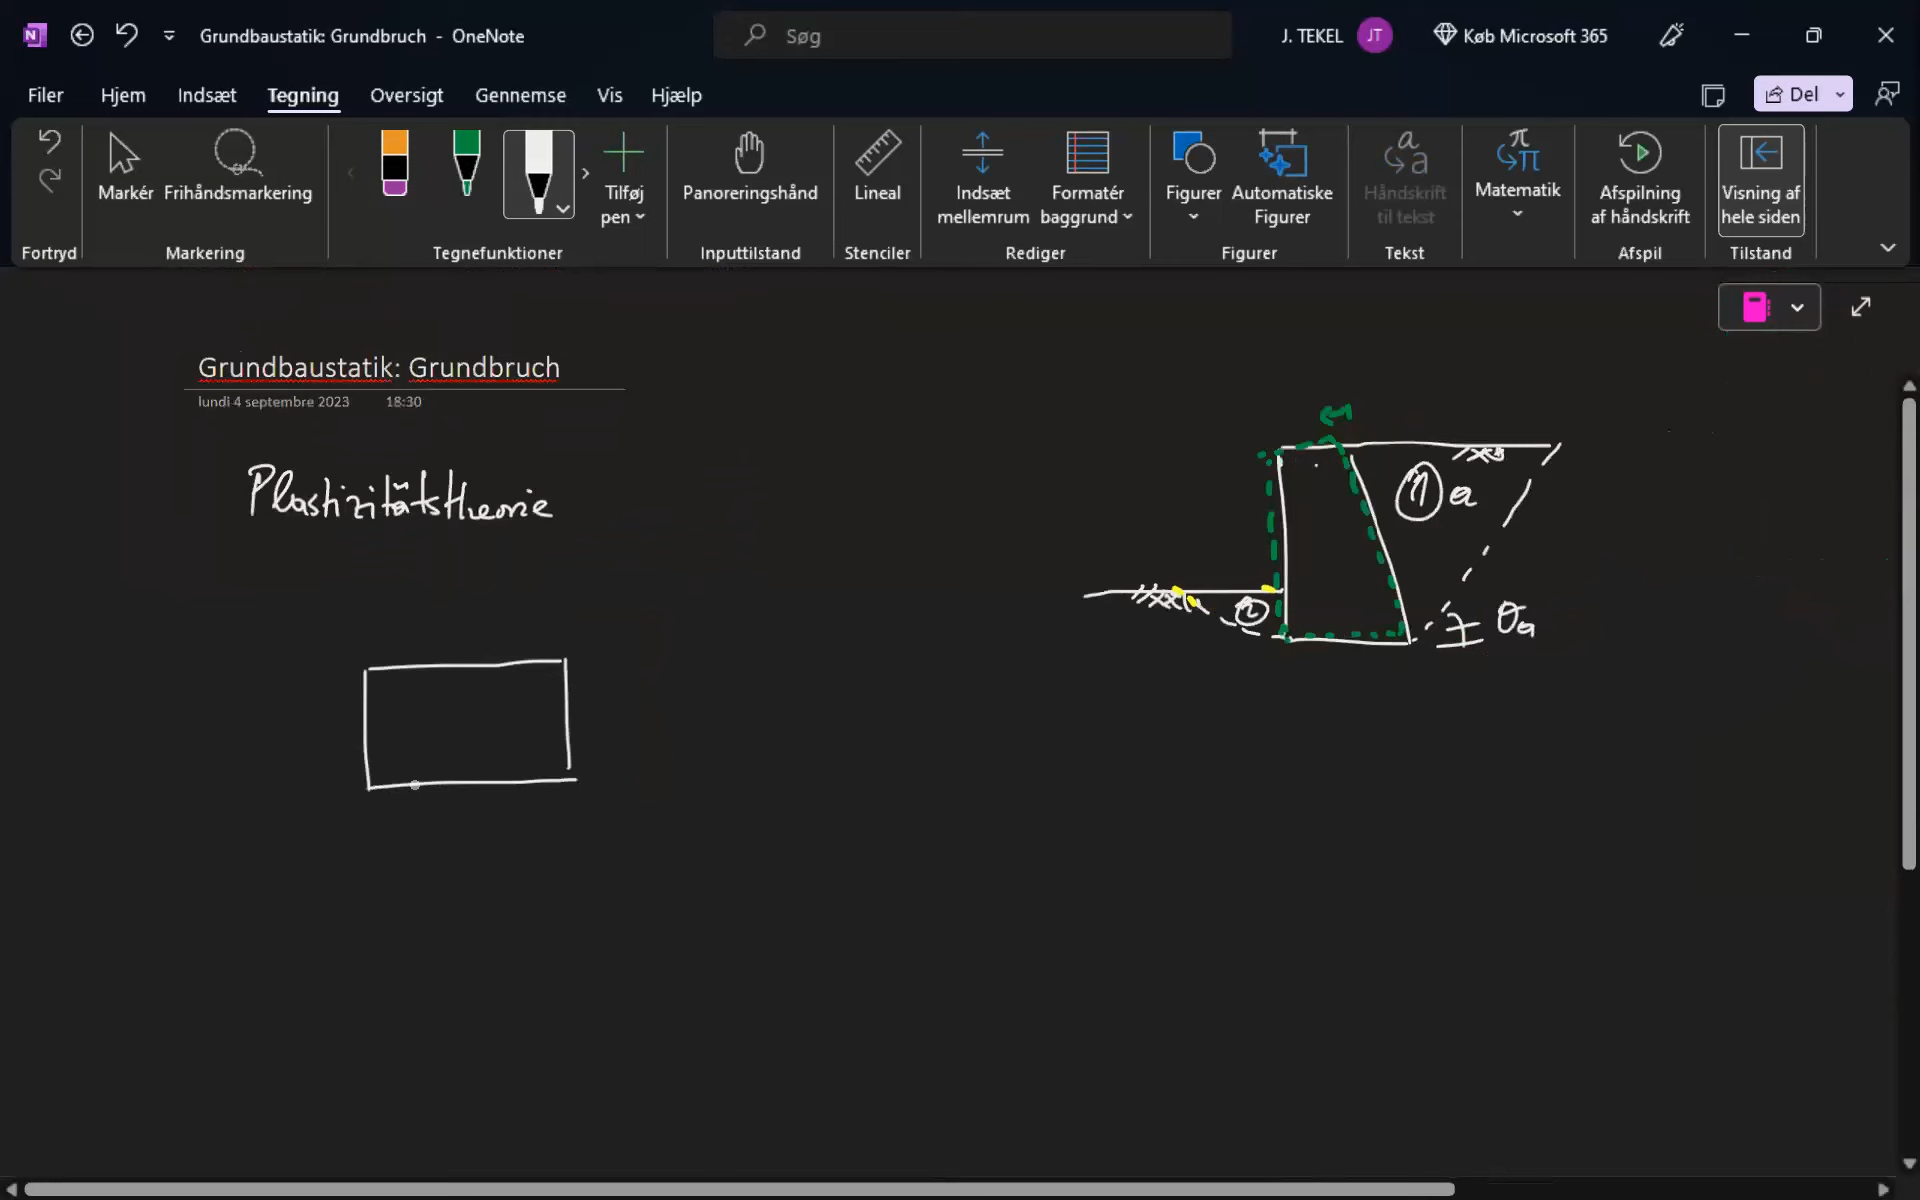 Grundbaustatik: Grundbruch - OneNote
Søg
J. TEKEL
JT
Køb Microsoft 365
Filer
Hjem
Indsæt
Tegning
Oversigt
Gennemse
Vis
Hjælp
Del
Markér
Frihåndsmarkering
Tilføj pen
Panoreringshånd
Lineal
Indsæt mellemrum
Formatér baggrund
Figurer
Automatiske Figurer
Håndskrift til tekst
Matematik
Afspilning af håndskrift
Visning af hele siden
Fortryd
Markering
Tegnefunktioner
Inputtilstand
Stenciler
Rediger
Figurer
Tekst
Afspil
Tilstand
Grundbaustatik: Grundbruch
lundi 4 septembre 2023 18:30
Plastizitätstheorie
1 a
2
θa